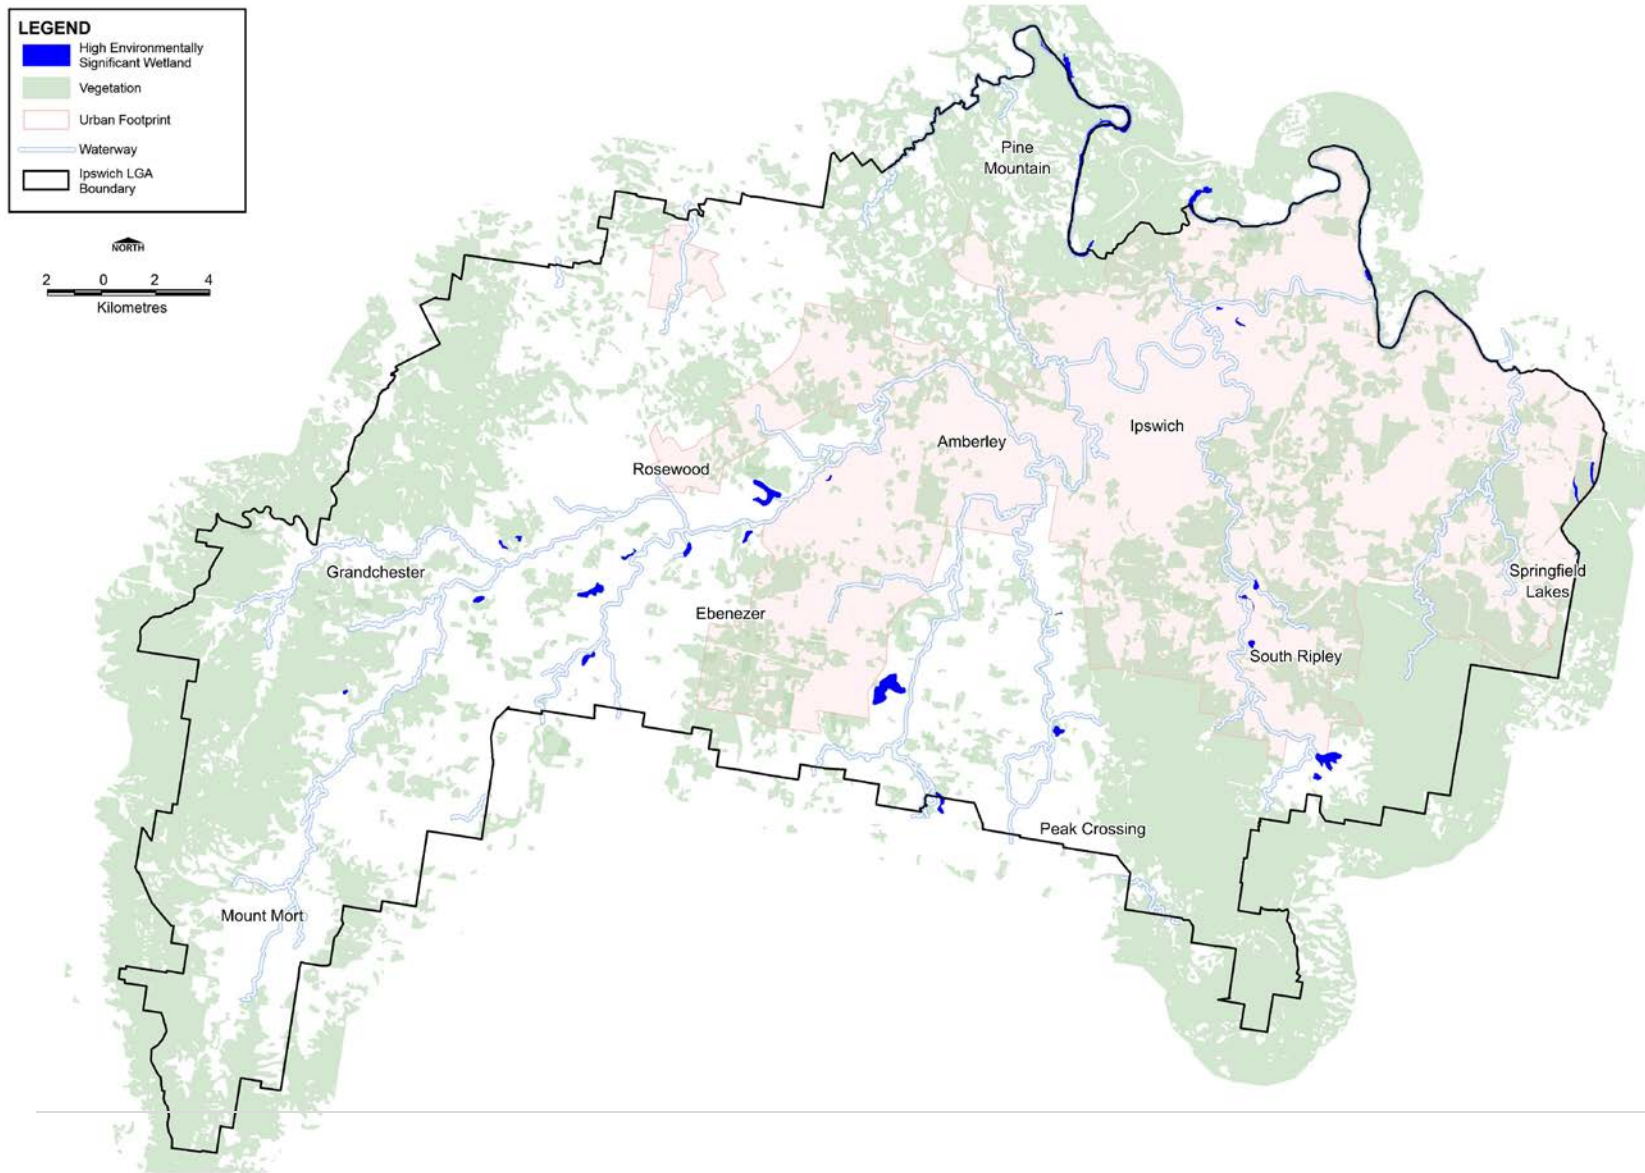 LEGEND
High Environmentally
Significant Wetland
Vegetation
Urban Footprint
Waterway
Ipswich LGA
Boundary
NORTH
2 0 2 4
Kilometres
Pine
Mountain
Ipswich
Amberley
Rosewood
Grandchester
Ebenezer
Springfield
Lakes
South Ripley
Peak Crossing
Mount Mort